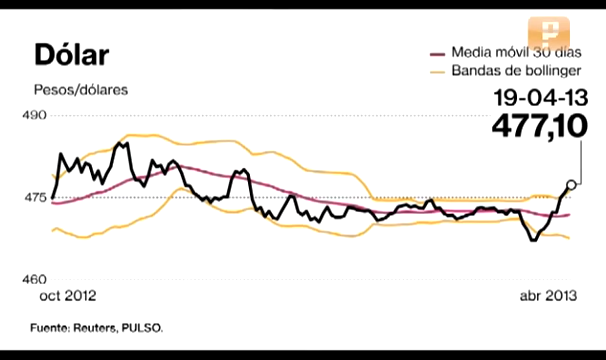 Dólar
Pesos/dólares
Media móvil 30 días
Bandas de bollinger
19-04-13
477,10
490
475
460
oct 2012
abr 2013
Fuente: Reuters, PULSO.